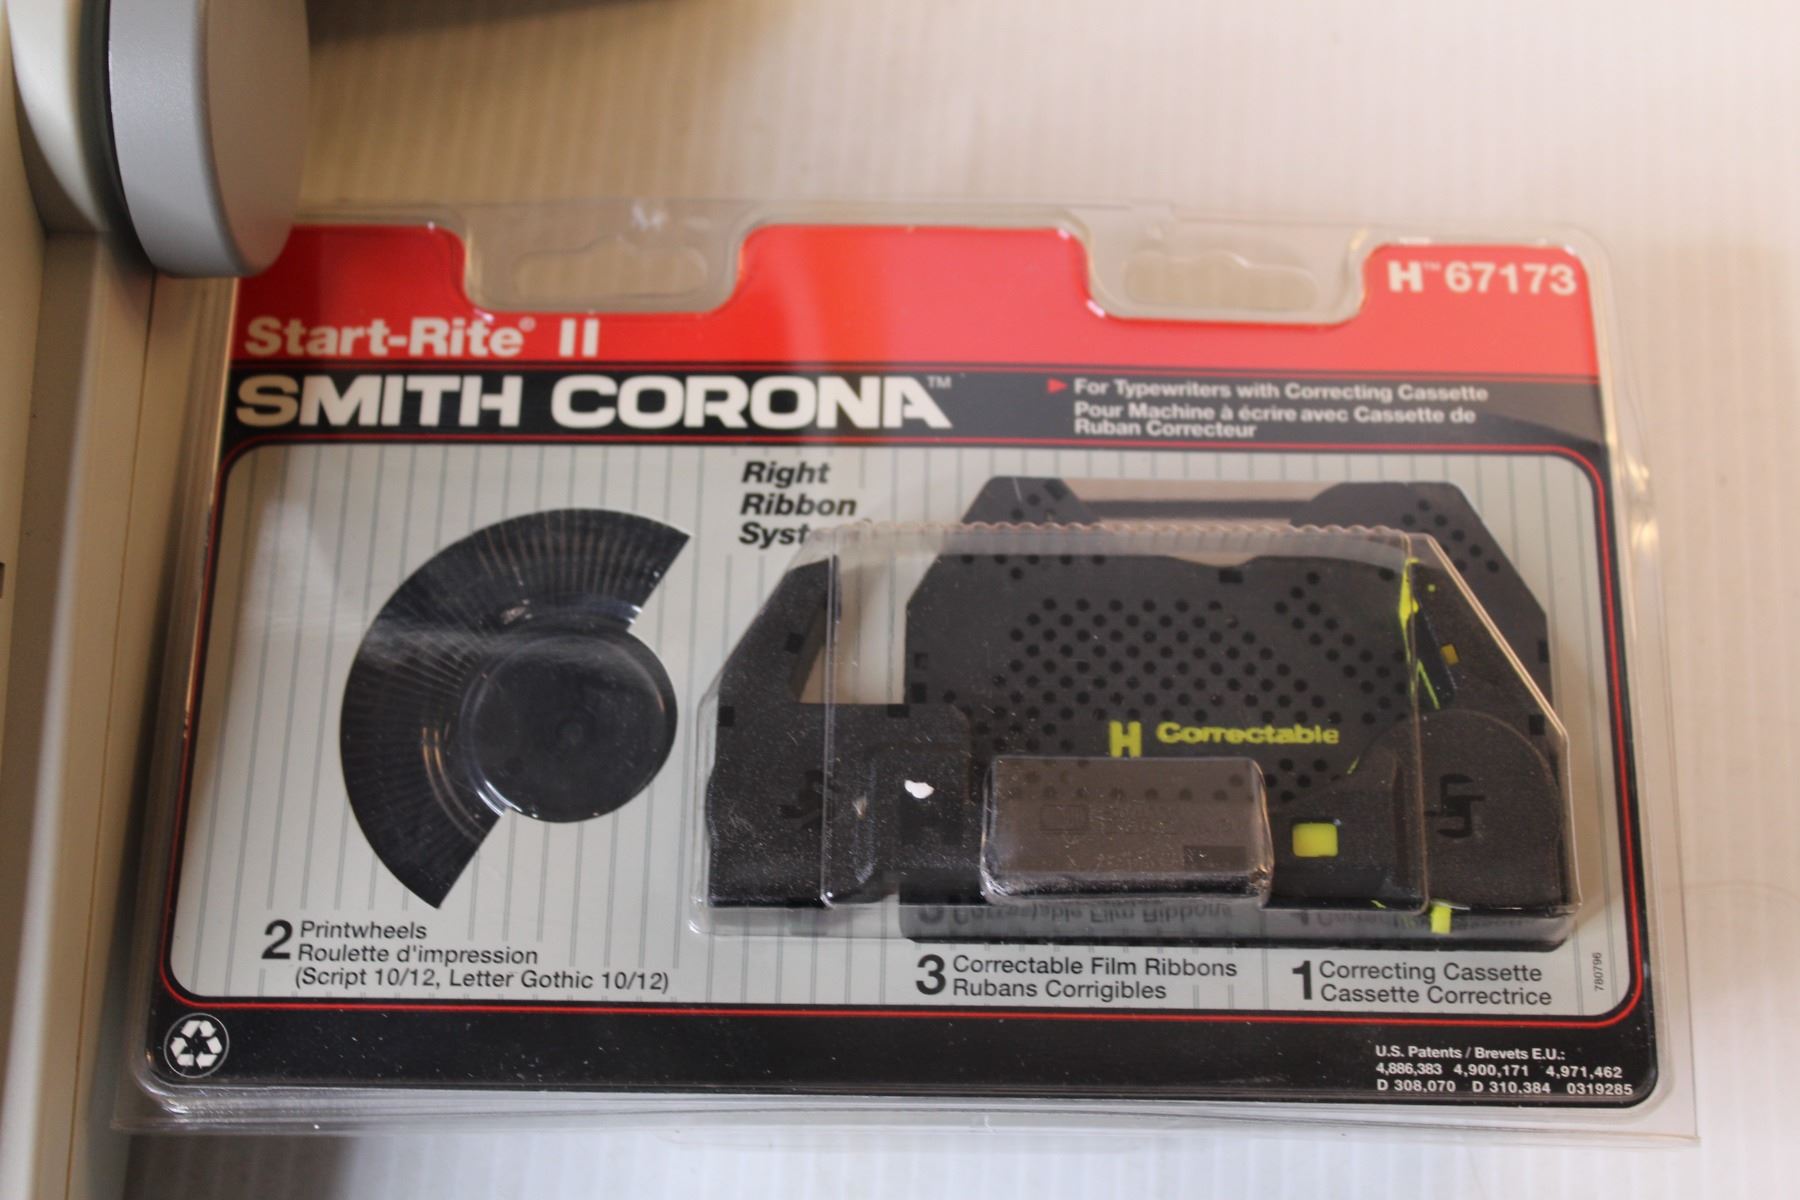 H™ 67173
Start-Rite® II
SMITH CORONA™
For Typewriters with Correcting Cassette
Pour Machine à écrire avec Cassette de
Ruban Correcteur
Right
Ribbon
H Correctable
2 Printwheels
Roulette d'impression
(Script 10/12, Letter Gothic 10/12)
3 Correctable Film Ribbons
Rubans Corrigibles
1 Correcting Cassette
Cassette Correctrice
780796
U.S. Patents / Brevets E.U.:
4,886,383 4,900,171 4,971,462
D 308,070 D 310,384 0319285